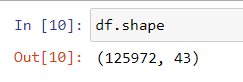 In [10]: df.shape
Out[10]: (125972, 43)